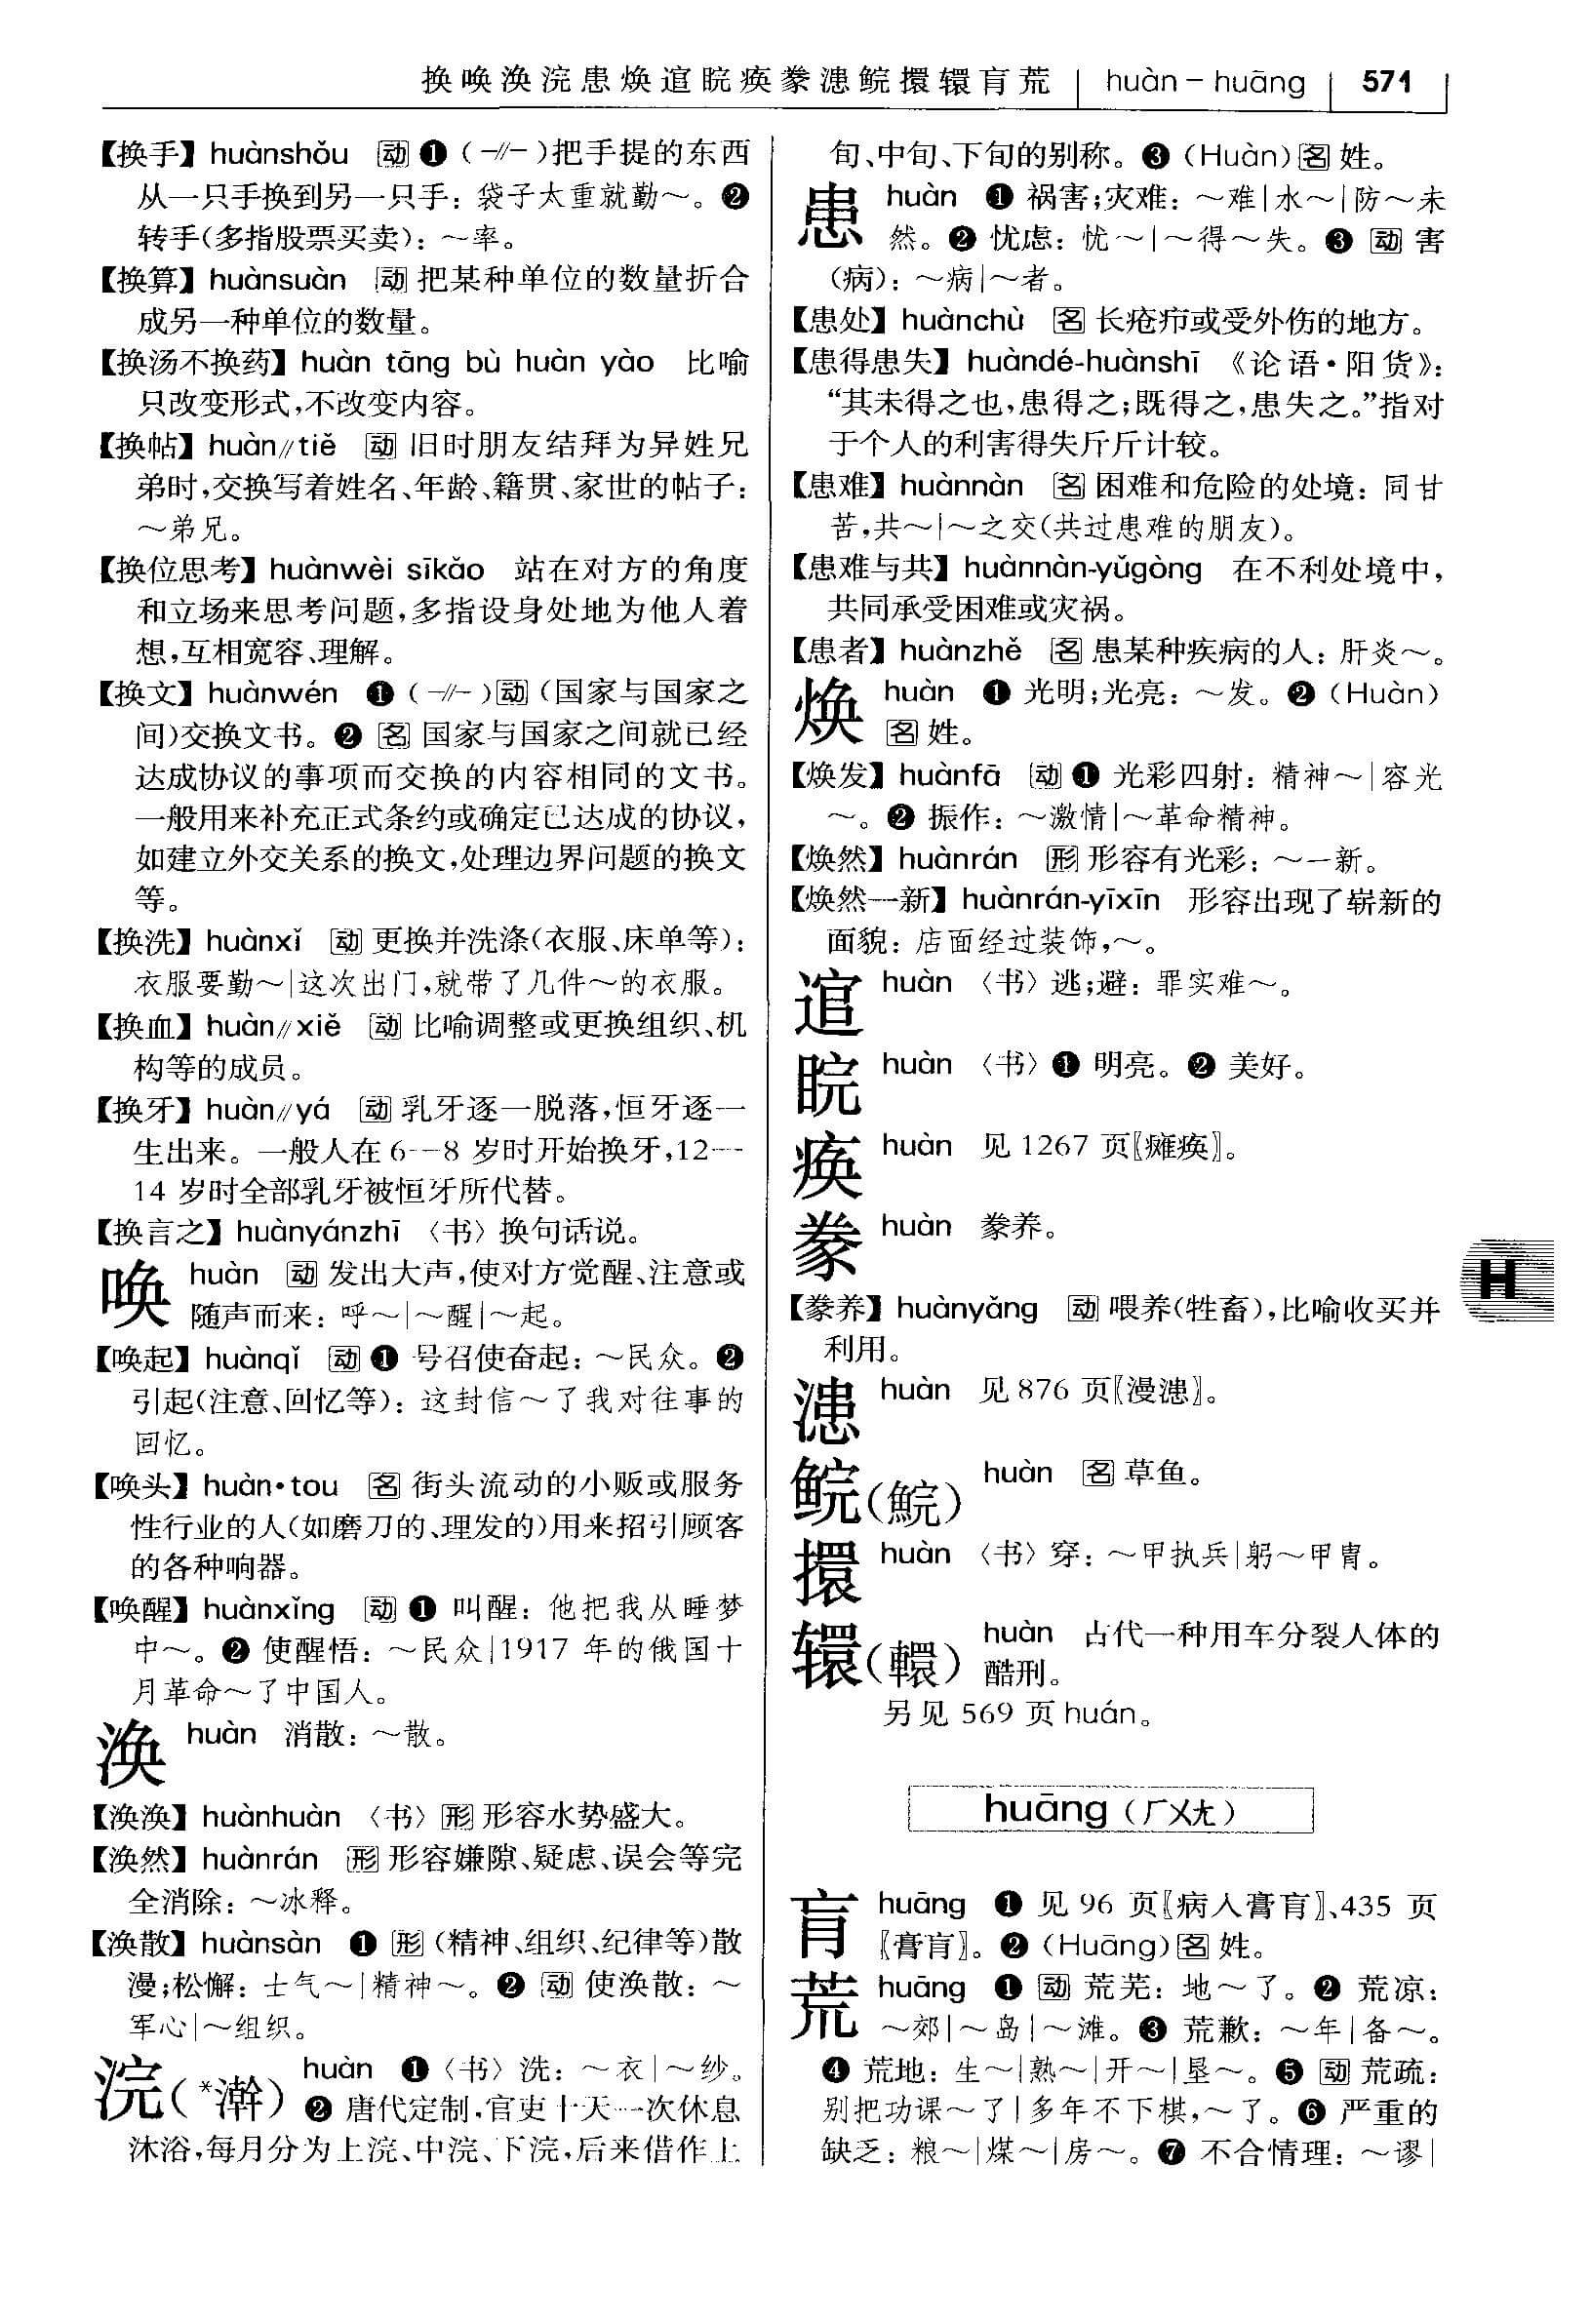 换唤涣浣患焕逭睆痪豢漶鲩擐轘肓荒 huàn－huāng 571
【换手】huànshǒu 动 ❶（-//-）把手提的东西
从一只手换到另一只手：袋子太重就勤～。❷
转手（多指股票买卖）：～率。
【换算】huànsuàn 动 把某种单位的数量折合
成另一种单位的数量。
【换汤不换药】huàn tāng bù huàn yào 比喻
只改变形式，不改变内容。
【换帖】huàn//tiě 动 旧时朋友结拜为异姓兄
弟时，交换写着姓名、年龄、籍贯、家世的帖子：
～弟兄。
【换位思考】huànwèi sīkǎo 站在对方的角度
和立场来思考问题，多指设身处地为他人着
想，互相宽容、理解。
【换文】huànwén ❶（-//-）动（国家与国家之
间）交换文书。❷ 名 国家与国家之间就已经
达成协议的事项而交换的内容相同的文书。
一般用来补充正式条约或确定已达成的协议，
如建立外交关系的换文，处理边界问题的换文
等。
【换洗】huànxǐ 动 更换并洗涤（衣服、床单等）：
衣服要勤～|这次出门，就带了几件～的衣服。
【换血】huàn//xiě 动 比喻调整或更换组织、机
构等的成员。
【换牙】huàn//yá 动 乳牙逐一脱落，恒牙逐一
生出来。一般人在6—8岁时开始换牙，12—
14岁时全部乳牙被恒牙所代替。
【换言之】huànyánzhī〈书〉换句话说。
唤 huàn 动 发出大声，使对方觉醒、注意或
随声而来：呼～|～醒|～起。
【唤起】huànqǐ 动 ❶ 号召使奋起：～民众。❷
引起（注意、回忆等）：这封信～了我对往事的
回忆。
【唤头】huàn•tou 名 街头流动的小贩或服务
性行业的人（如磨刀的、理发的）用来招引顾客
的各种响器。
【唤醒】huànxǐng 动 ❶ 叫醒：他把我从睡梦
中～。❷ 使醒悟：～民众|1917年的俄国十
月革命～了中国人。
涣 huàn 消散：～散。
【涣涣】huànhuàn〈书〉形 形容水势盛大。
【涣然】huànrán 形 形容嫌隙、疑虑、误会等完
全消除：～冰释。
【涣散】huànsàn ❶ 形（精神、组织、纪律等）散
漫；松懈：士气～|精神～。❷ 动 使涣散：～
军心|～组织。
浣（*澣）huàn ❶〈书〉洗：～衣|～纱。
❷ 唐代定制，官吏十天一次休息
沐浴，每月分为上浣、中浣、下浣，后来借作上
旬、中旬、下旬的别称。❸（Huàn）名 姓。
患 huàn ❶ 祸害；灾难：～难|水～|防～未
然。❷ 忧虑：忧～|～得～失。❸ 动 害
（病）：～病|～者。
【患处】huànchù 名 长疮疖或受外伤的地方。
【患得患失】huàndé-huànshī 《论语•阳货》：
“其未得之也，患得之；既得之，患失之。”指对
于个人的利害得失斤斤计较。
【患难】huànnàn 名 困难和危险的处境：同甘
苦，共～|～之交（共过患难的朋友）。
【患难与共】huànnàn-yǔgòng 在不利处境中，
共同承受困难或灾祸。
【患者】huànzhě 名 患某种疾病的人：肝炎～。
焕 huàn ❶ 光明；光亮：～发。❷（Huàn）
名 姓。
【焕发】huànfā 动 ❶ 光彩四射：精神～|容光
～。❷ 振作：～激情|～革命精神。
【焕然】huànrán 形 形容有光彩：～一新。
【焕然一新】huànrán-yīxīn 形容出现了崭新的
面貌：店面经过装饰，～。
逭 huàn〈书〉逃；避：罪实难～。
睆 huàn〈书〉❶ 明亮。❷ 美好。
痪 huàn 见1267页〖瘫痪〗。
豢 huàn 豢养。
【豢养】huànyǎng 动 喂养（牲畜），比喻收买并
利用。
漶 huàn 见876页〖漫漶〗。
鲩（鯇）huàn 名 草鱼。
擐 huàn〈书〉穿：～甲执兵|躬～甲胄。
轘（轘）huàn 古代一种用车分裂人体的
酷刑。
另见569页huán。
huāng（ㄏㄨㄤ）
肓 huāng ❶ 见96页〖病入膏肓〗、435页
〖膏肓〗。❷（Huāng）名 姓。
荒 huāng ❶ 动 荒芜：地～了。❷ 荒凉：
～郊|～岛|～滩。❸ 荒歉：～年|备～。
❹ 荒地：生～|熟～|开～|垦～。❺ 动 荒疏：
别把功课～了|多年不下棋，～了。❻ 严重的
缺乏：粮～|煤～|房～。❼ 不合情理：～谬|
H